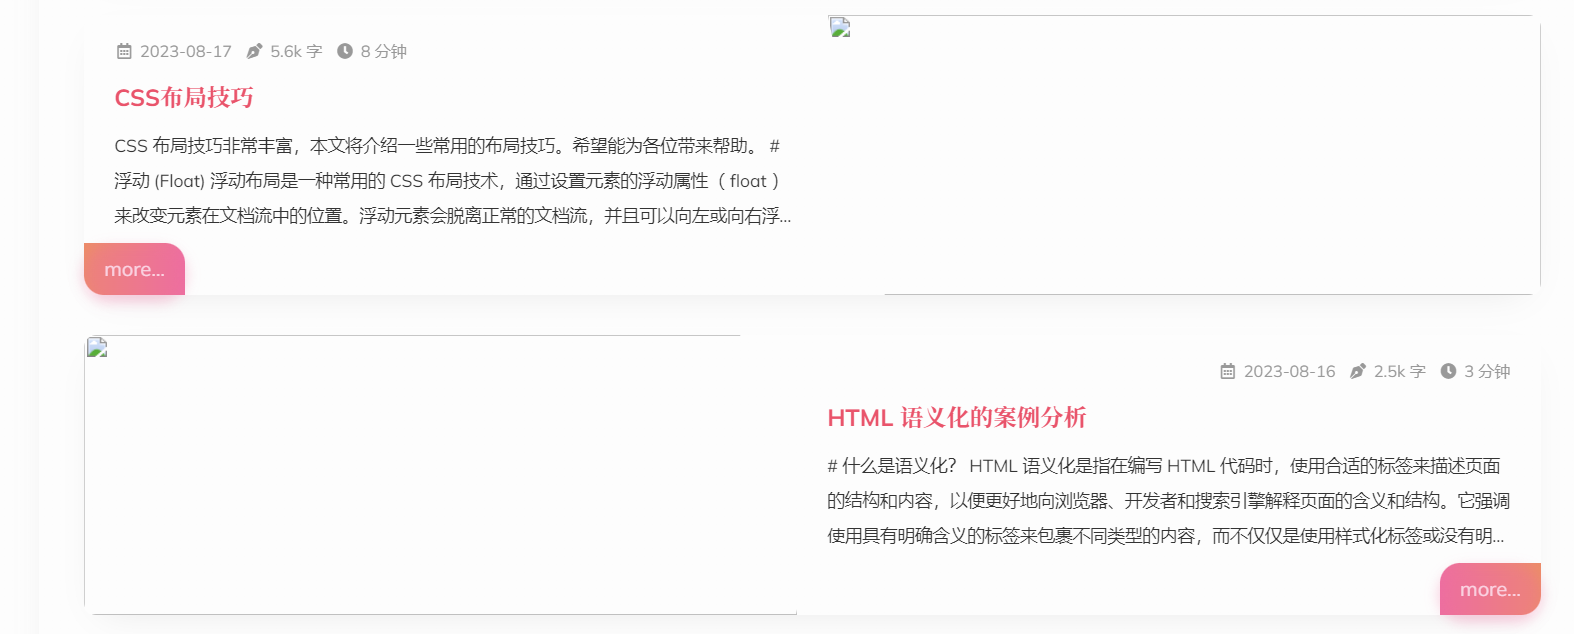 2023-08-17 5.6k 字 8 分钟
CSS布局技巧
CSS 布局技巧非常丰富，本文将介绍一些常用的布局技巧。希望能为各位带来帮助。 #
浮动 (Float) 浮动布局是一种常用的 CSS 布局技术，通过设置元素的浮动属性（ float ）
来改变元素在文档流中的位置。浮动元素会脱离正常的文档流，并且可以向左或向右浮...
more...
2023-08-16 2.5k 字 3 分钟
HTML 语义化的案例分析
# 什么是语义化？ HTML 语义化是指在编写 HTML 代码时，使用合适的标签来描述页面
的结构和内容，以便更好地向浏览器、开发者和搜索引擎解释页面的含义和结构。它强调
使用具有明确含义的标签来包裹不同类型的内容，而不仅仅是使用样式化标签或没有明...
more...